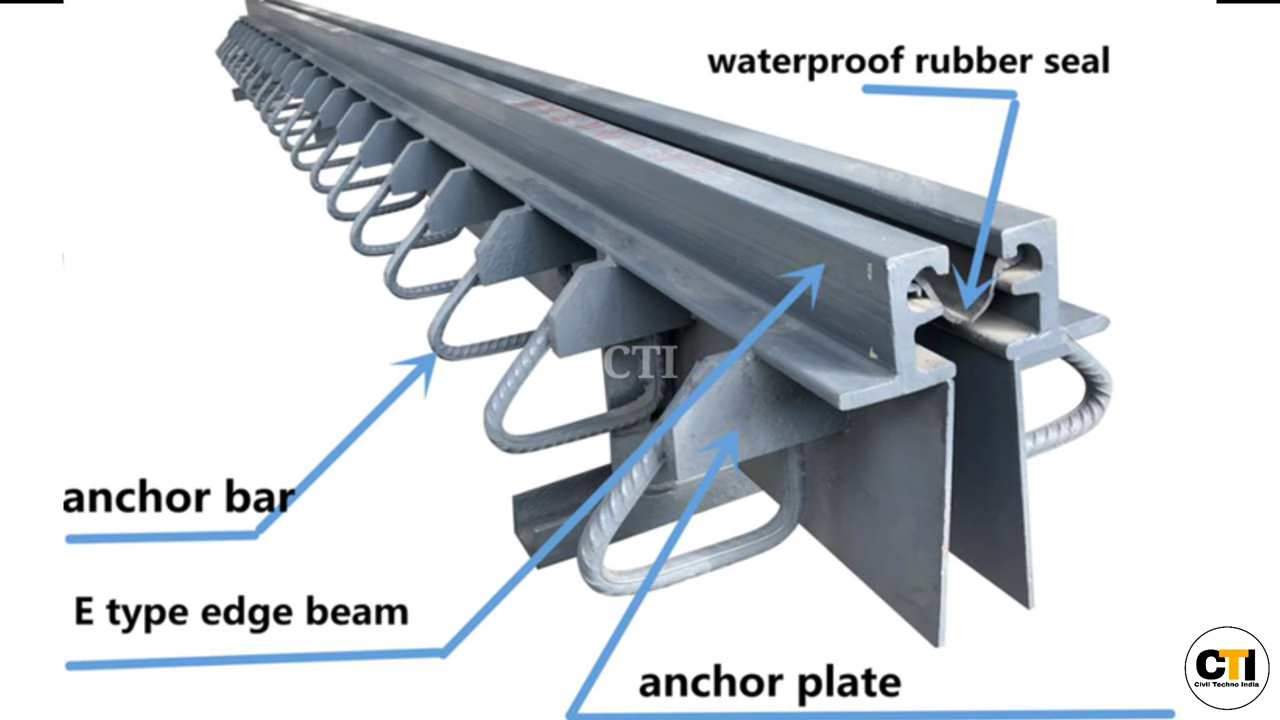 waterproof rubber seal
CTI
anchor bar
E type edge beam
anchor plate
CTI
Civil Techno India